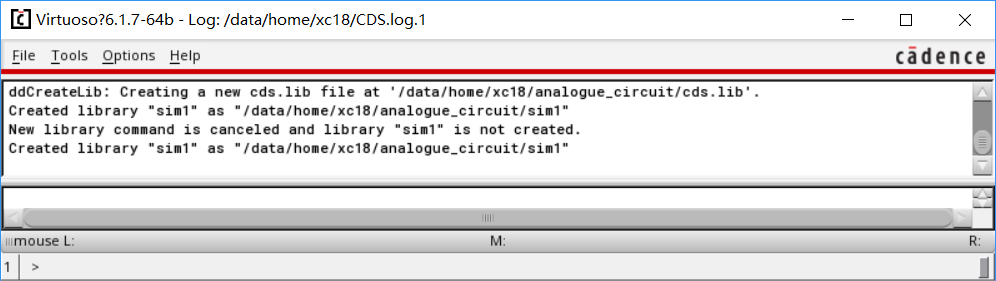 Virtuoso?6.1.7-64b - Log: /data/home/xc18/CDS.log.1
File Tools Options Help
cādence
ddCreateLib: Creating a new cds.lib file at '/data/home/xc18/analogue_circuit/cds.lib'.
Created library "sim1" as "/data/home/xc18/analogue_circuit/sim1"
New library command is canceled and library "sim1" is not created.
Created library "sim1" as "/data/home/xc18/analogue_circuit/sim1"
mouse L: M: R:
1 >